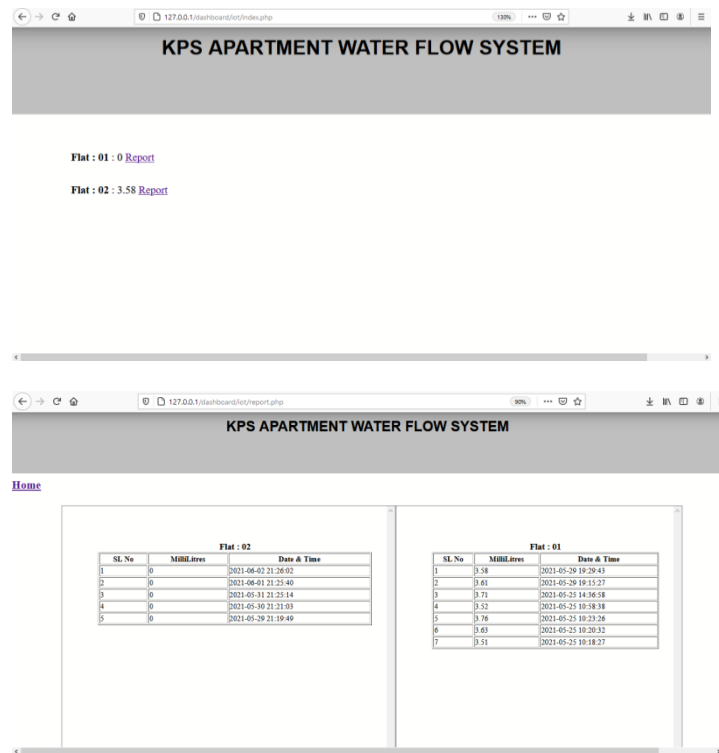 127.0.0.1/dashboard/iot/index.php 130%
KPS APARTMENT WATER FLOW SYSTEM
Flat : 01 : 0 Report
Flat : 02 : 3.58 Report
127.0.0.1/dashboard/iot/report.php 90%
KPS APARTMENT WATER FLOW SYSTEM
Home
Flat : 02
SL No MilliLitres Date & Time
1 0 2021-06-02 21:26:02
2 0 2021-06-01 21:25:40
3 0 2021-05-31 21:25:14
4 0 2021-05-30 21:21:03
5 0 2021-05-29 21:19:49
Flat : 01
SL No MilliLitres Date & Time
1 3.58 2021-05-29 19:29:43
2 3.61 2021-05-29 19:15:27
3 3.71 2021-05-25 14:36:58
4 3.52 2021-05-25 10:58:38
5 3.76 2021-05-25 10:23:26
6 3.63 2021-05-25 10:20:32
7 3.51 2021-05-25 10:18:27